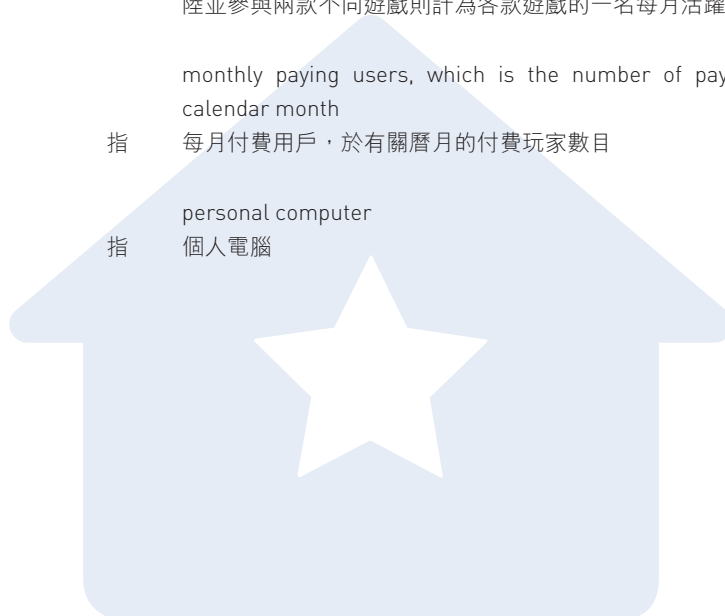 陸並參與兩款不同遊戲則計為各款遊戲的一名每月活躍
monthly paying users, which is the number of pay
calendar month
指 每月付費用戶，於有關曆月的付費玩家數目
personal computer
指 個人電腦